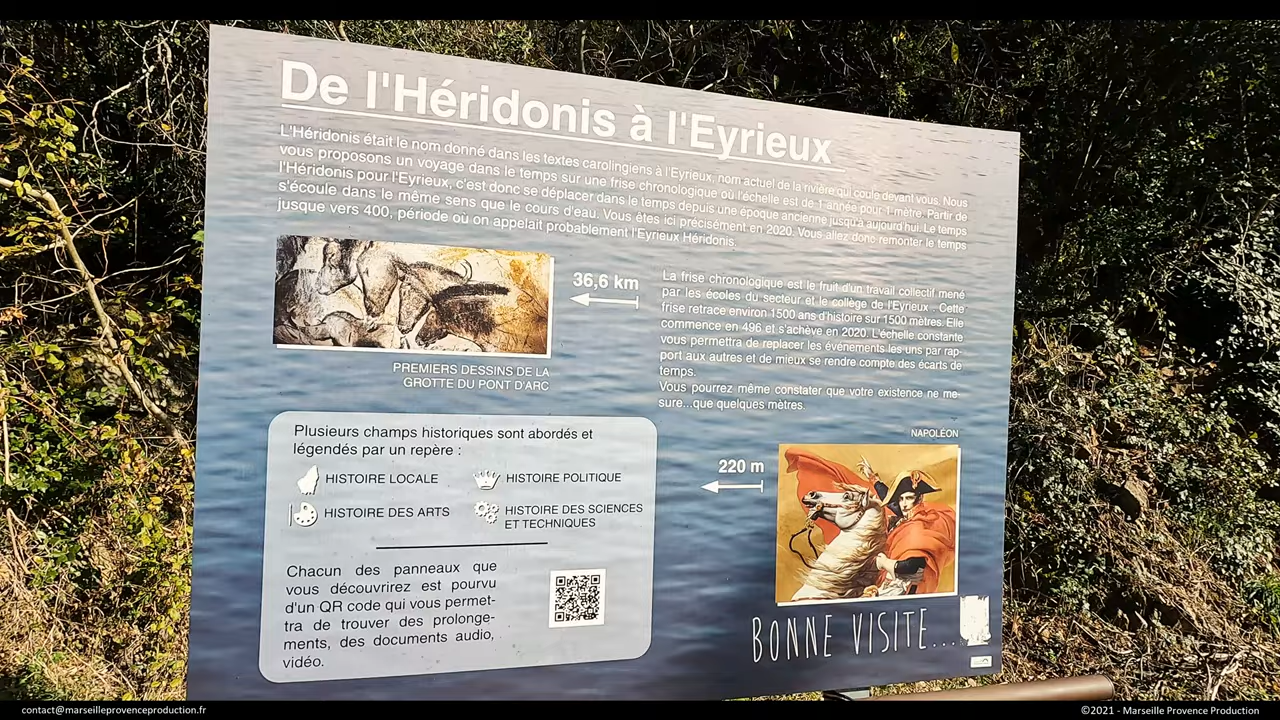 De l'Héridonis à l'Eyrieux
L'Héridonis était le nom donné dans les textes carolingiens à l'Eyrieux, nom actuel de la rivière qui coule devant vous. Nous
vous proposons un voyage dans le temps sur une frise chronologique où l'échelle est de 1 année pour 1 mètre. Partir de
l'Héridonis pour l'Eyrieux, c'est donc se déplacer dans le temps depuis une époque ancienne jusqu'à aujourd'hui. Le temps
s'écoule dans le même sens que le cours d'eau. Vous êtes ici précisément en 2020. Vous allez donc remonter le temps
jusque vers 400, période où on appelait probablement l'Eyrieux Héridonis.
36,6 km
PREMIERS DESSINS DE LA
GROTTE DU PONT D'ARC
La frise chronologique est le fruit d'un travail collectif mené
par les écoles du secteur et le collège de l'Eyrieux . Cette
frise retrace environ 1500 ans d'histoire sur 1500 mètres. Elle
commence en 496 et s'achève en 2020. L'échelle constante
vous permettra de replacer les événements les uns par rap-
port aux autres et de mieux se rendre compte des écarts de
temps.
Vous pourrez même constater que votre existence ne me-
sure...que quelques mètres.
Plusieurs champs historiques sont abordés et
légendés par un repère :
HISTOIRE LOCALE
HISTOIRE POLITIQUE
HISTOIRE DES ARTS
HISTOIRE DES SCIENCES
ET TECHNIQUES
Chacun des panneaux que
vous découvrirez est pourvu
d'un QR code qui vous permet-
tra de trouver des prolonge-
ments, des documents audio,
vidéo.
NAPOLÉON
220 m
BONNE VISITE...
contact@marseilleprovenceproduction.fr
©2021 - Marseille Provence Production